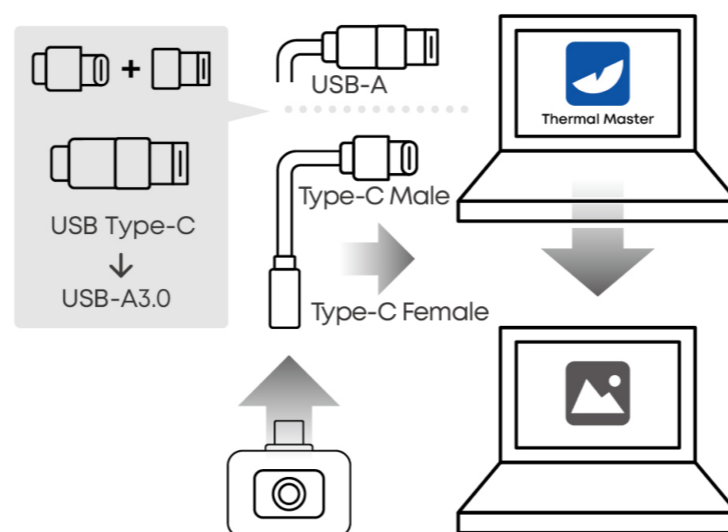 USB-A
Thermal Master
Type-C Male
USB Type-C
USB-A3.0
Type-C Female